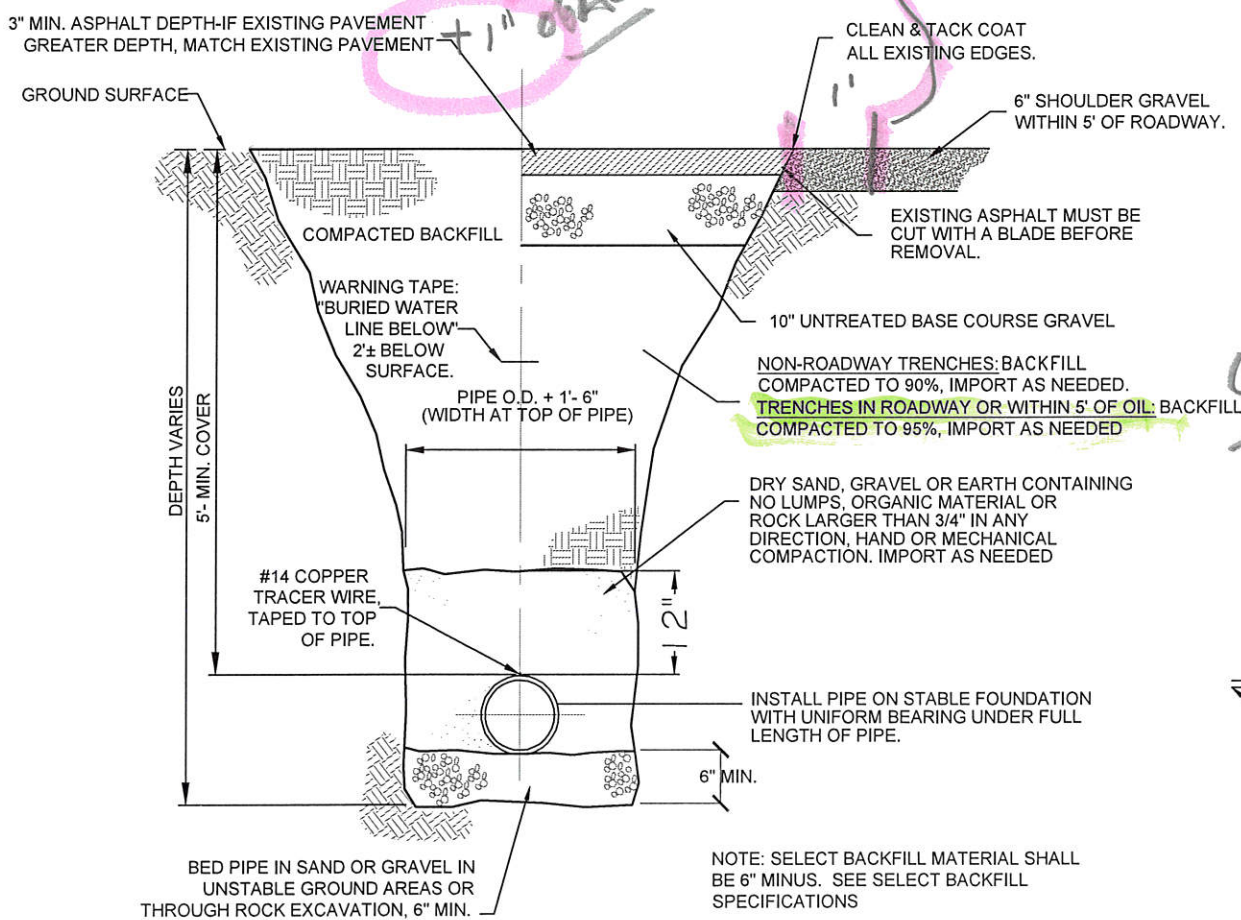 3" MIN. ASPHALT DEPTH-IF EXISTING PAVEMENT
GREATER DEPTH, MATCH EXISTING PAVEMENT
+ 1"
CLEAN & TACK COAT
ALL EXISTING EDGES.
1'
GROUND SURFACE
6" SHOULDER GRAVEL
WITHIN 5' OF ROADWAY.
COMPACTED BACKFILL
EXISTING ASPHALT MUST BE
CUT WITH A BLADE BEFORE
REMOVAL.
WARNING TAPE:
"BURIED WATER
LINE BELOW"
2'± BELOW
SURFACE.
10" UNTREATED BASE COURSE GRAVEL
NON-ROADWAY TRENCHES: BACKFILL
COMPACTED TO 90%, IMPORT AS NEEDED.
TRENCHES IN ROADWAY OR WITHIN 5' OF OIL: BACKFILL
COMPACTED TO 95%, IMPORT AS NEEDED
PIPE O.D. + 1'- 6"
(WIDTH AT TOP OF PIPE)
DEPTH VARIES
5'- MIN. COVER
DRY SAND, GRAVEL OR EARTH CONTAINING
NO LUMPS, ORGANIC MATERIAL OR
ROCK LARGER THAN 3/4" IN ANY
DIRECTION, HAND OR MECHANICAL
COMPACTION. IMPORT AS NEEDED
#14 COPPER
TRACER WIRE,
TAPED TO TOP
OF PIPE.
12"
INSTALL PIPE ON STABLE FOUNDATION
WITH UNIFORM BEARING UNDER FULL
LENGTH OF PIPE.
6" MIN.
BED PIPE IN SAND OR GRAVEL IN
UNSTABLE GROUND AREAS OR
THROUGH ROCK EXCAVATION, 6" MIN.
NOTE: SELECT BACKFILL MATERIAL SHALL
BE 6" MINUS. SEE SELECT BACKFILL
SPECIFICATIONS